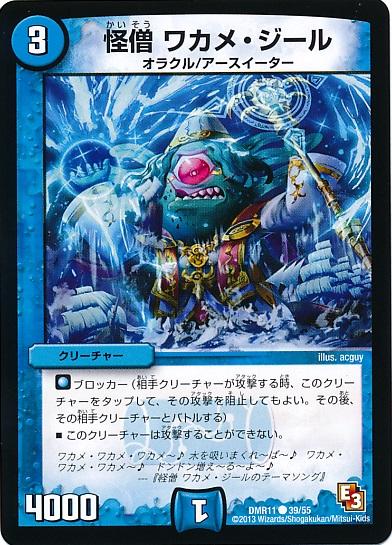 3
かいそう
怪僧 ワカメ・ジール
オラクル/アースイーター
クリーチャー
illus. acguy
ブロッカー(相手クリーチャーが攻撃する時、このクリ
ーチャーをタップして、その攻撃を阻止してもよい。その後、
その相手クリーチャーとバトルする)
■ このクリーチャーは攻撃することができない。
ワカメ・ワカメ・ワカメ〜♪ 水を吸いまくれ〜ば〜♪ ワカメ・
ワカメ・ワカメ〜♪ ドンドン増え〜る〜よ〜♪
---『怪僧 ワカメ・ジールのテーマソング』
4000
1
DMR11 39/55
©2013 Wizards/Shogakukan/Mitsui-Kids
E3